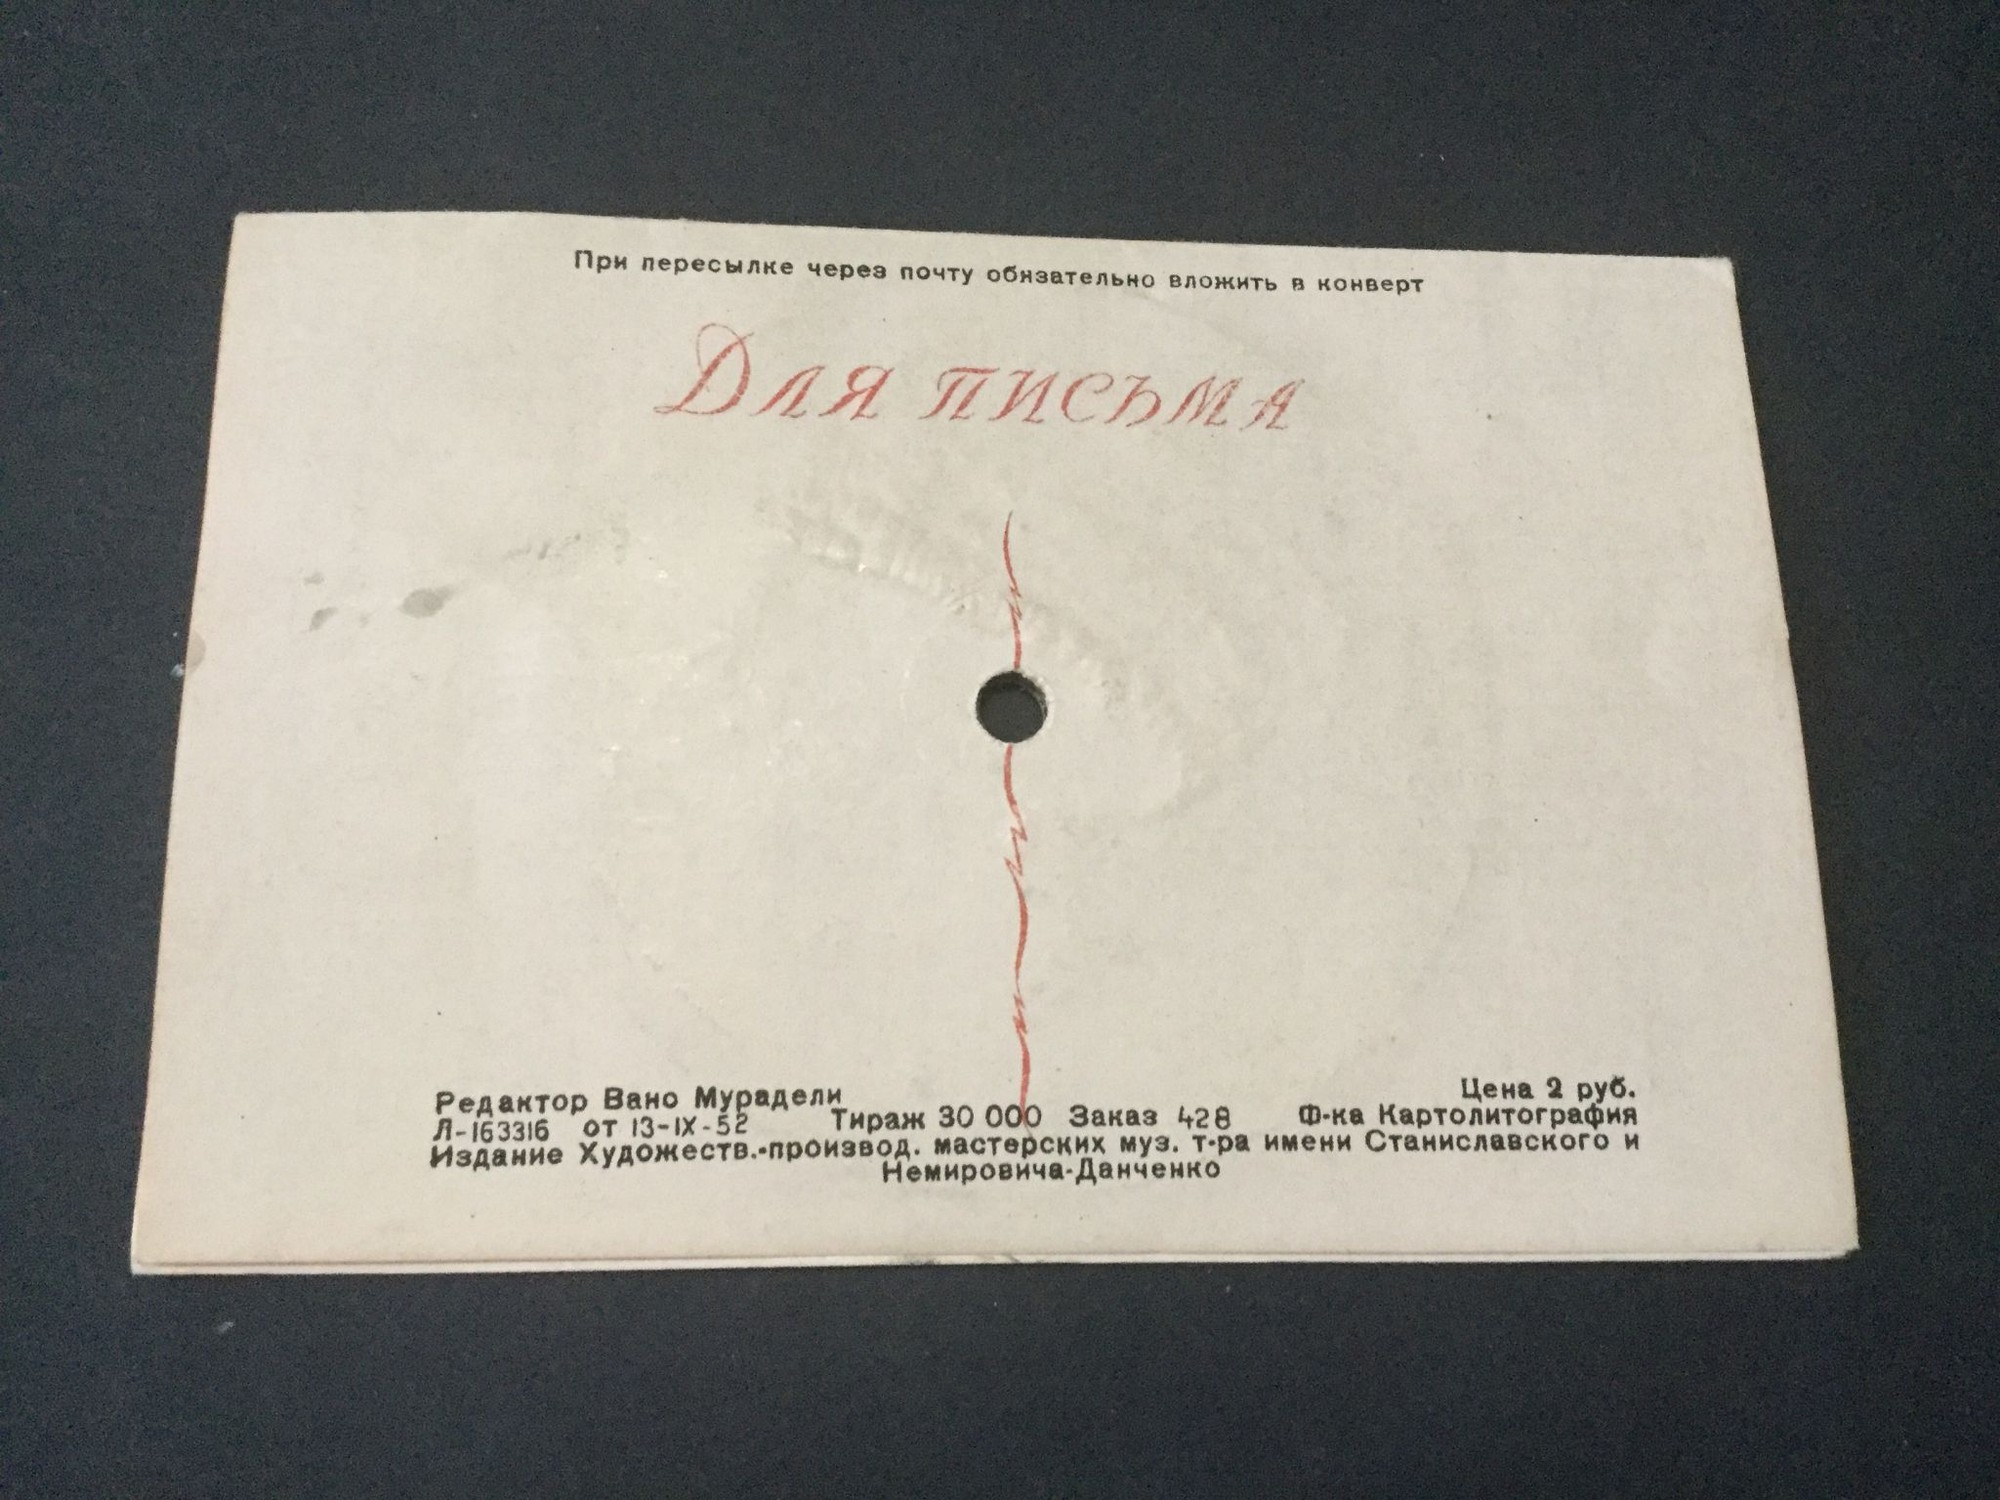 При пересылке через почту обязательно вложить в конверт
Для письма
Цена 2 руб.
Редактор Вано Мурадели
Л-163316 от 13-IX-52 Тираж 30 000 Заказ 428 Ф-ка Картолитография
Издание Художеств.-производ. мастерских муз. т-ра имени Станиславского и
Немировича-Данченко